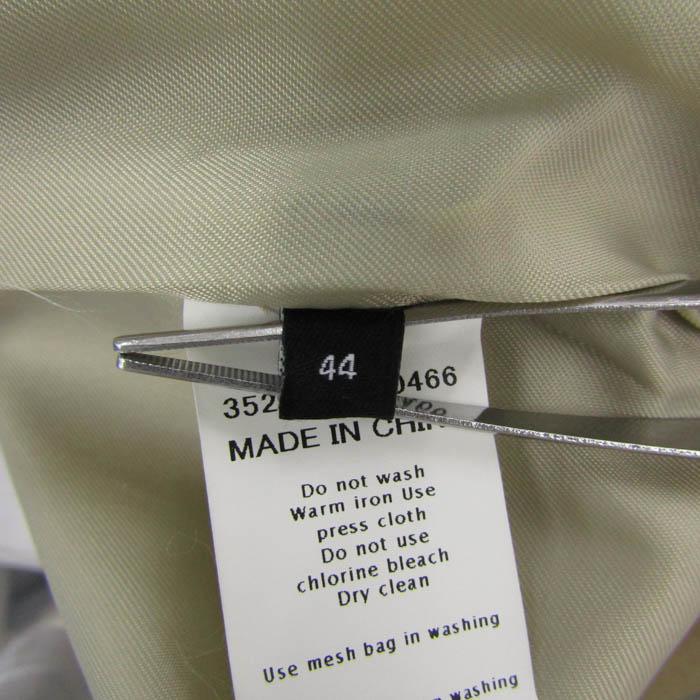 44
352 0466
MADE IN CHIN
Do not wash
Warm iron Use
press cloth
Do not use
chlorine bleach
Dry clean
Use mesh bag in washing
washing